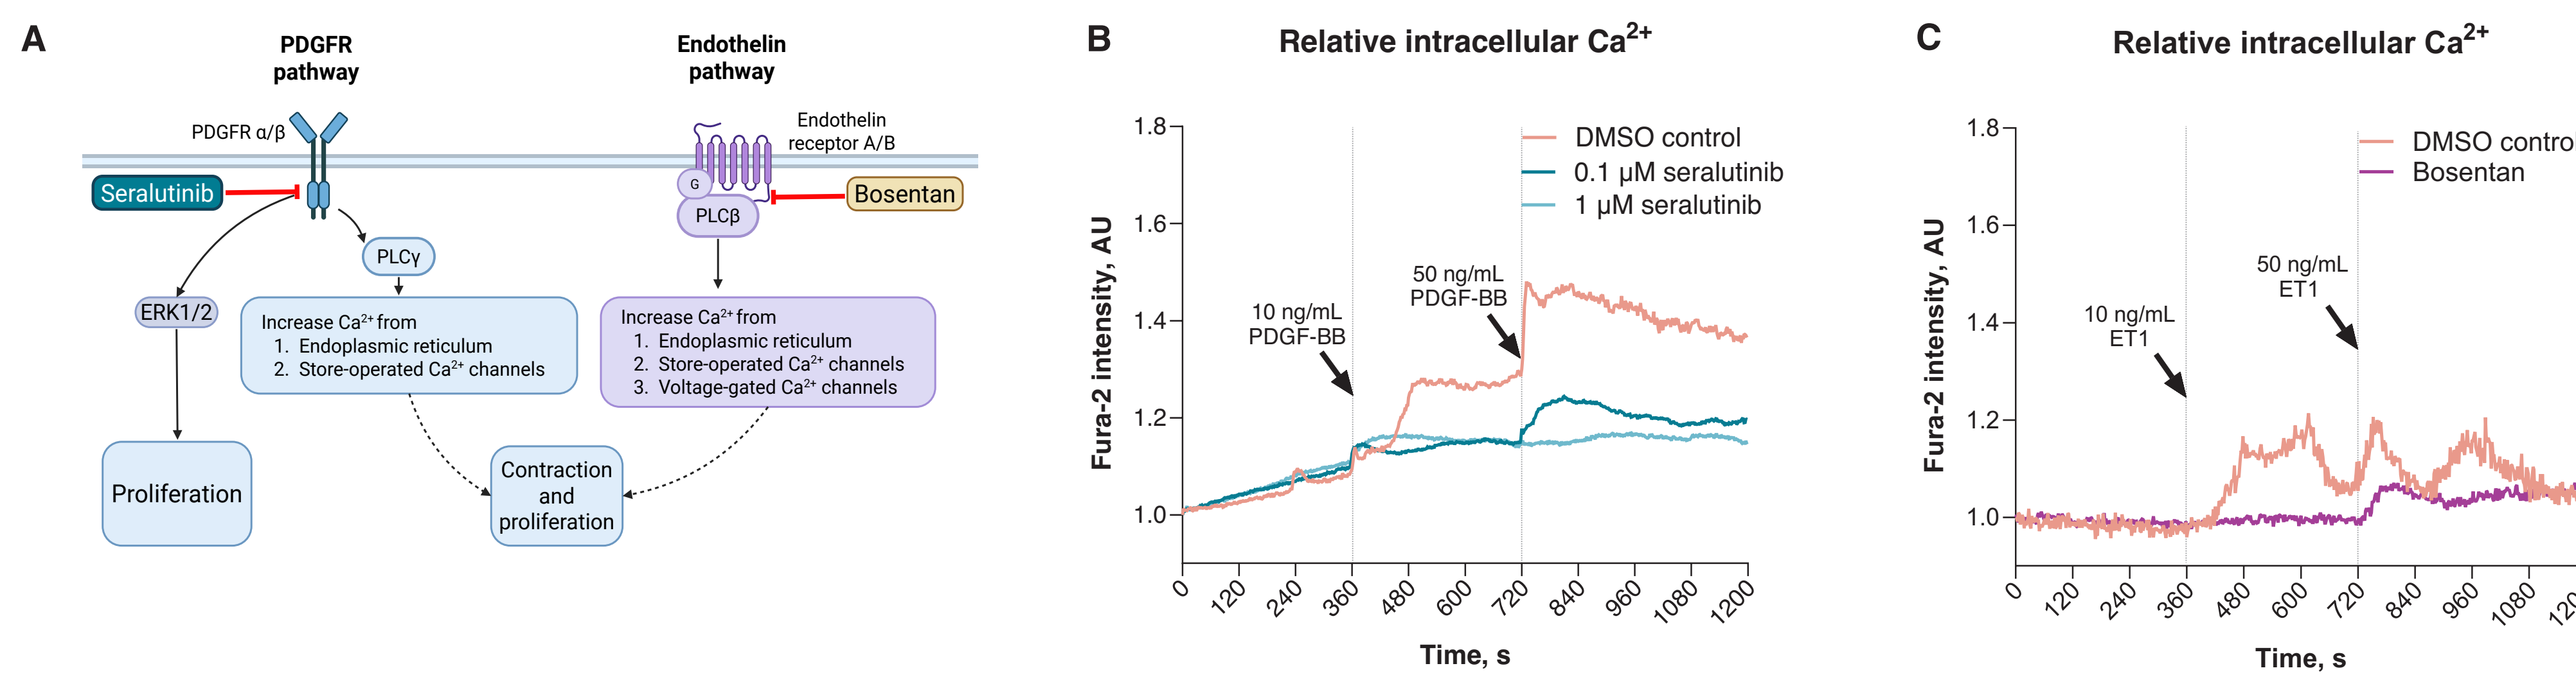 A
PDGFR
pathway
Endothelin
pathway
PDGFR α/β
Endothelin
receptor A/B
Seralutinib
G
Bosentan
PLCβ
PLCγ
ERK1/2
Increase Ca²⁺ from
1. Endoplasmic reticulum
2. Store-operated Ca²⁺ channels
Increase Ca²⁺ from
1. Endoplasmic reticulum
2. Store-operated Ca²⁺ channels
3. Voltage-gated Ca²⁺ channels
Proliferation
Contraction
and
proliferation
B
Relative intracellular Ca²⁺
Fura-2 intensity, AU
1.8
1.6
1.4
1.2
1.0
DMSO control
0.1 µM seralutinib
1 µM seralutinib
10 ng/mL
PDGF-BB
50 ng/mL
PDGF-BB
0
120
240
360
480
600
720
840
960
1080
1200
Time, s
C
Relative intracellular Ca²⁺
Fura-2 intensity, AU
1.8
1.6
1.4
1.2
1.0
DMSO contro
Bosentan
10 ng/mL
ET1
50 ng/mL
ET1
0
120
240
360
480
600
720
840
960
1080
120
Time, s